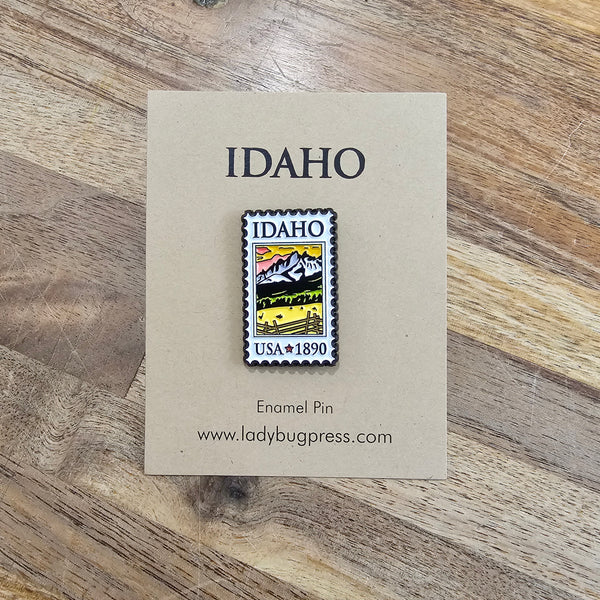 IDAHO
IDAHO
USA★1890
Enamel Pin
www.ladybugpress.com